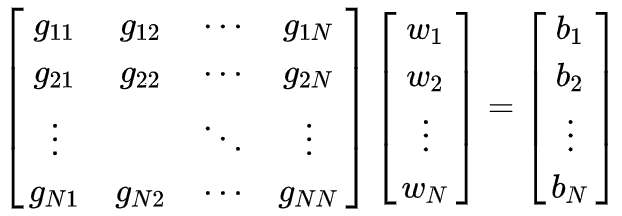 g₁₁ g₁₂ ⋯ g₁N w₁ b₁
g₂₁ g₂₂ ⋯ g₂N w₂ = b₂
⋮ ⋱ ⋮ ⋮ ⋮
gN₁ gN₂ ⋯ gNN wN bN